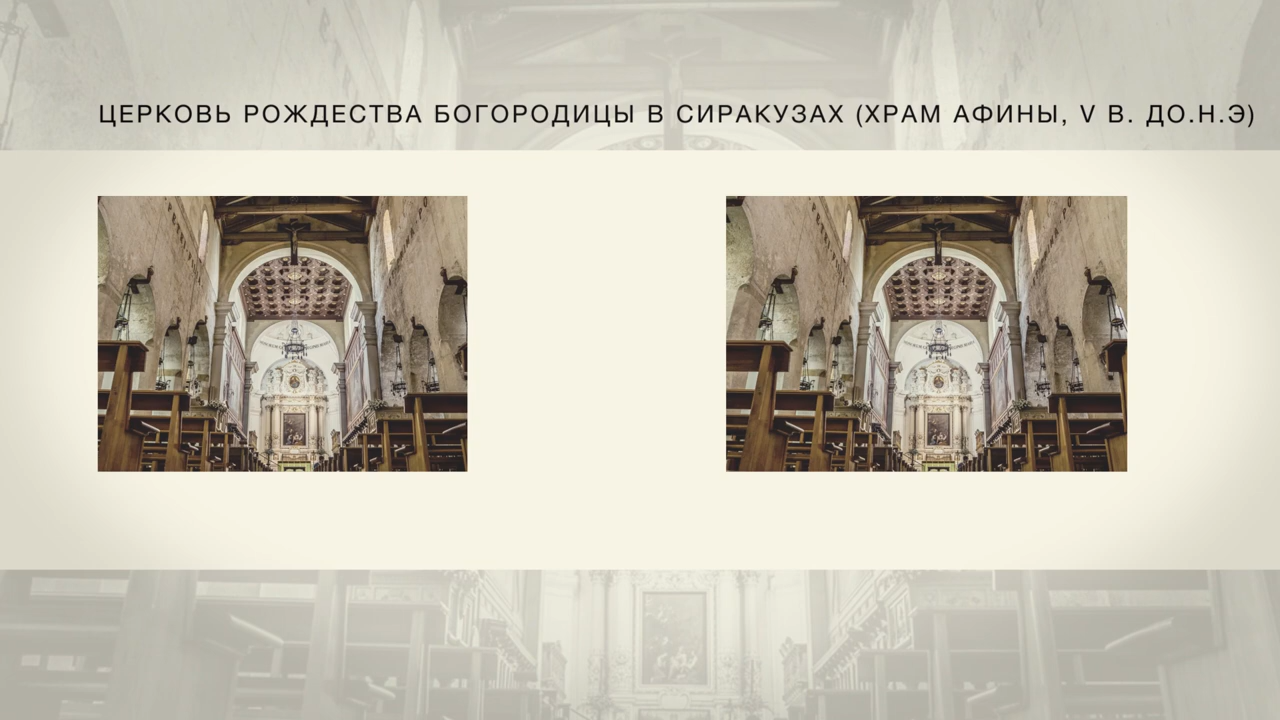 ЦЕРКОВЬ РОЖДЕСТВА БОГОРОДИЦЫ В СИРАКУЗАХ (ХРАМ АФИНЫ, V В. ДО.Н.Э)